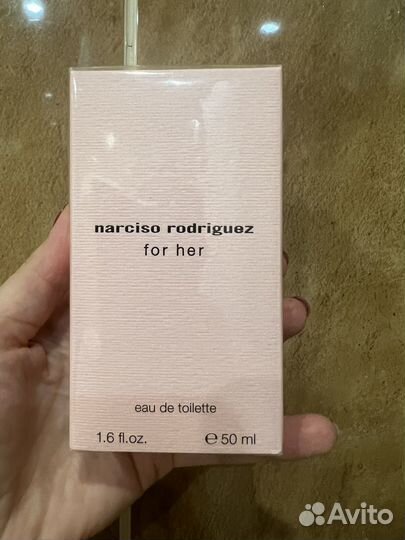 narciso rodriguez
for her
eau de toilette
1.6 fl.oz. ℮ 50 ml
Avito